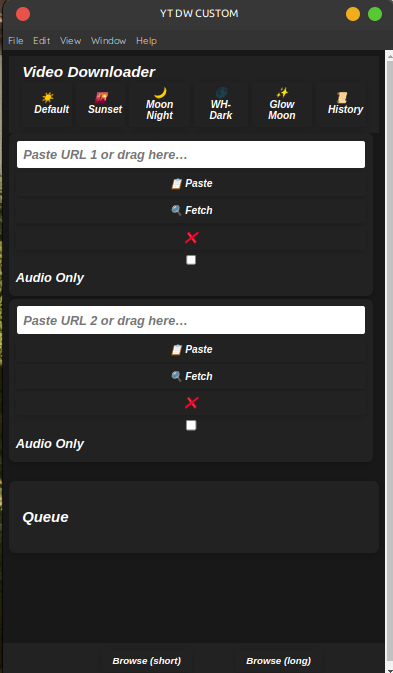 YT DW CUSTOM
File Edit View Window Help
Video Downloader
Default Sunset Moon Night WH-Dark Glow Moon History
Paste URL 1 or drag here…
Paste
Fetch
Audio Only
Paste URL 2 or drag here…
Paste
Fetch
Audio Only
Queue
Browse (short) Browse (long)